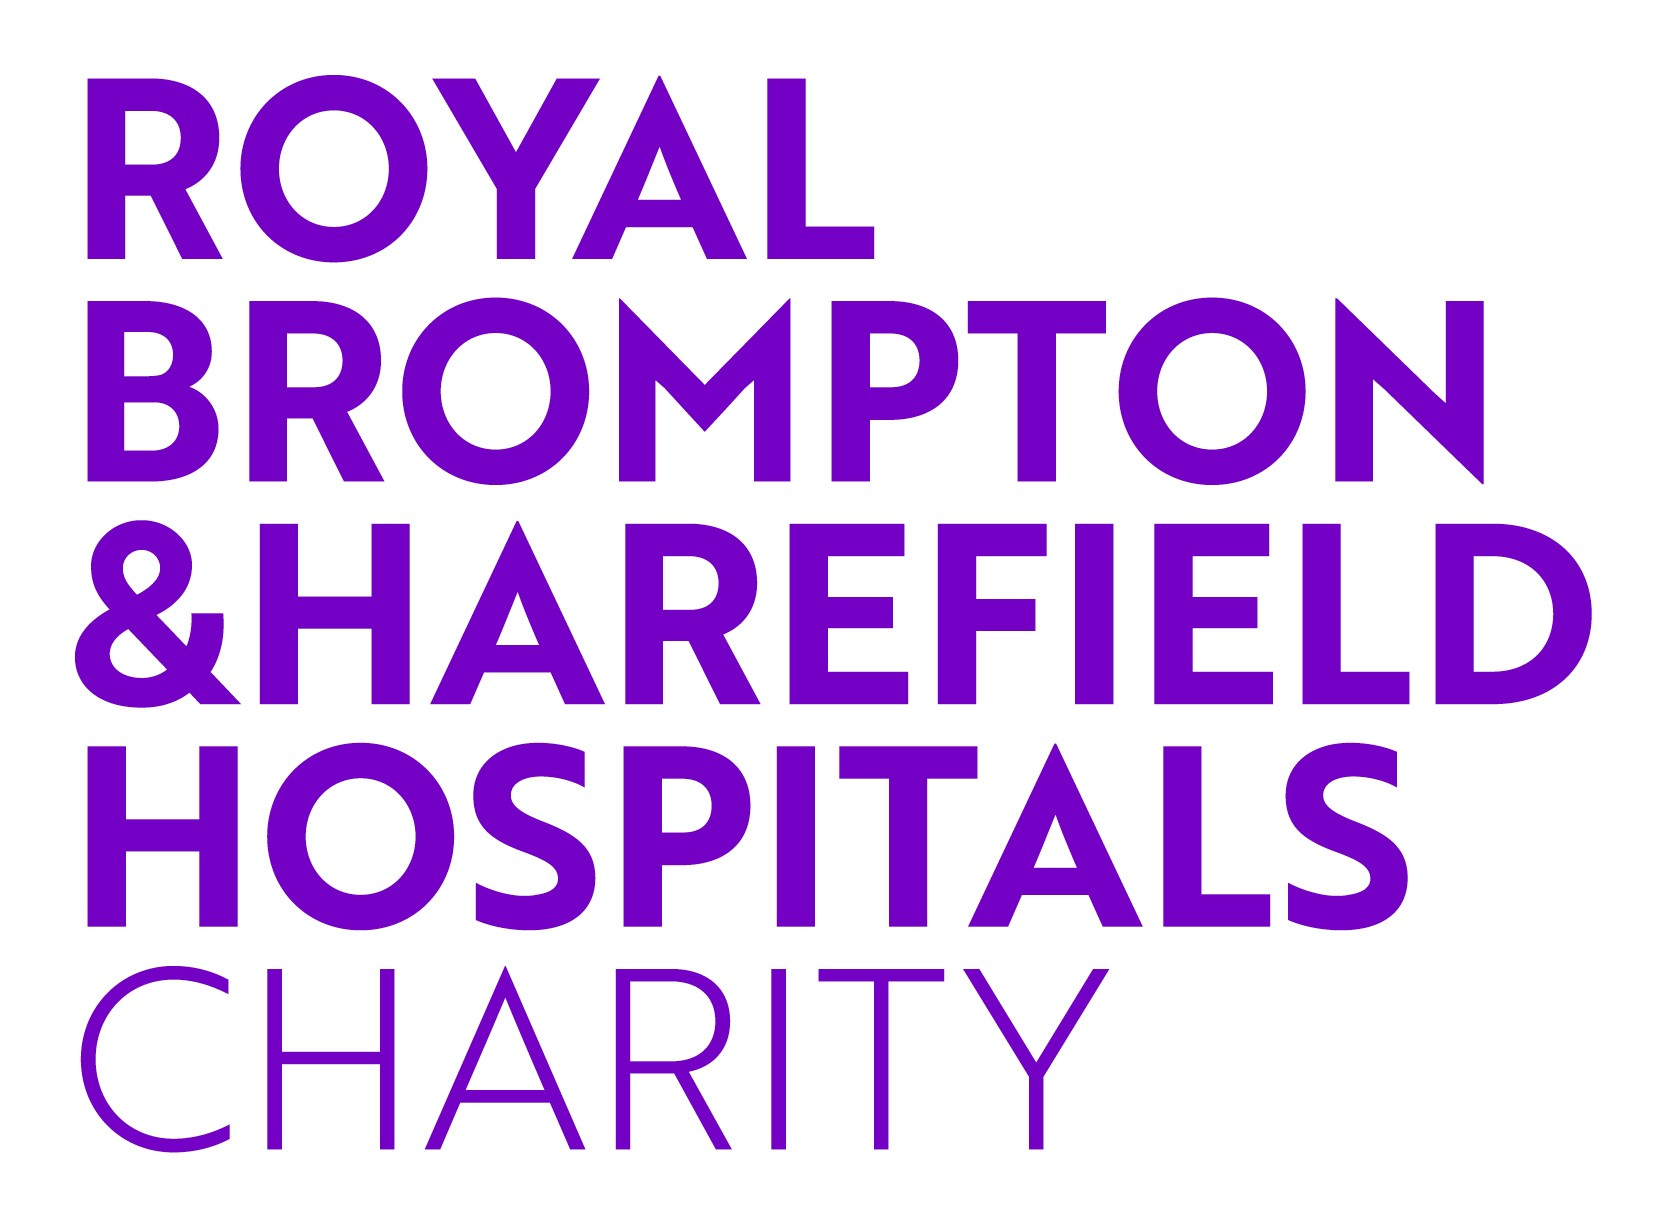 ROYAL
BROMPTON
&HAREFIELD
HOSPITALS
CHARITY